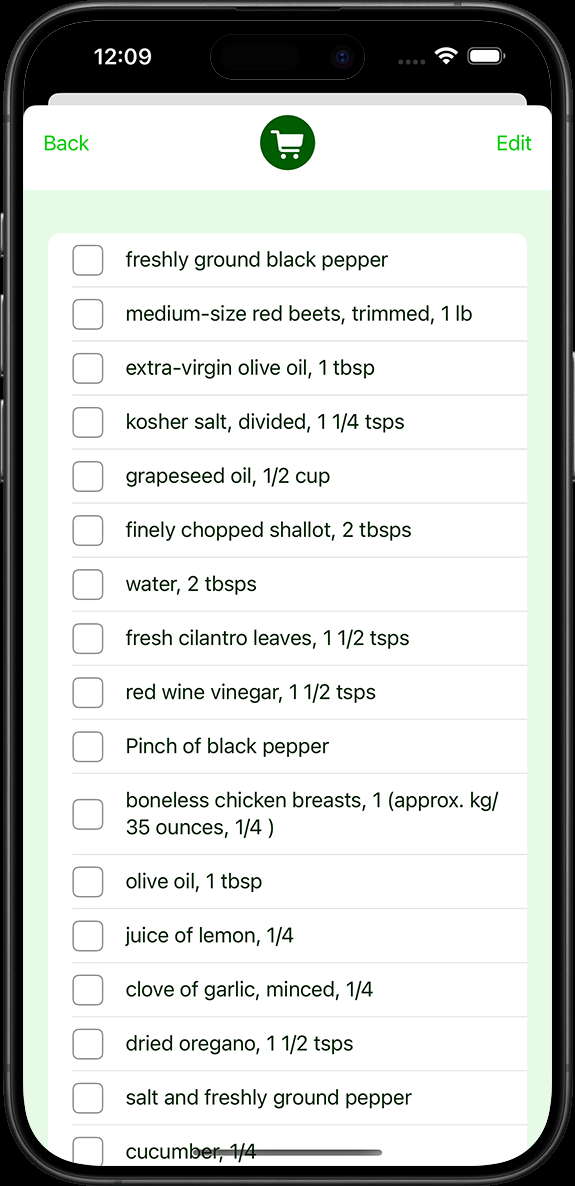 12:09
Back
Edit
freshly ground black pepper
medium-size red beets, trimmed, 1 lb
extra-virgin olive oil, 1 tbsp
kosher salt, divided, 1 1/4 tsps
grapeseed oil, 1/2 cup
finely chopped shallot, 2 tbsps
water, 2 tbsps
fresh cilantro leaves, 1 1/2 tsps
red wine vinegar, 1 1/2 tsps
Pinch of black pepper
boneless chicken breasts, 1 (approx. kg/
35 ounces, 1/4 )
olive oil, 1 tbsp
juice of lemon, 1/4
clove of garlic, minced, 1/4
dried oregano, 1 1/2 tsps
salt and freshly ground pepper
cucumber, 1/4